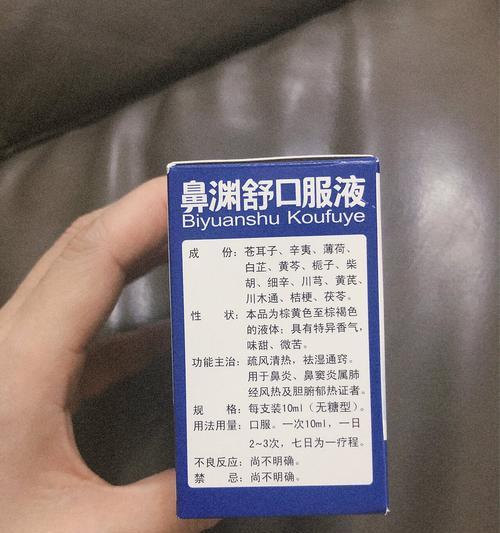 鼻渊舒口服液
Biyuanshu Koufuye
成 份：苍耳子、辛夷、薄荷、
白芷、黄芩、栀子、柴
胡、细辛、川芎、黄芪、
川木通、桔梗、茯苓。
性 状：本品为棕黄色至棕褐色
的液体；具有特异香气，
味甜、微苦。
功能主治：疏风清热，祛湿通窍。
用于鼻炎、鼻窦炎属肺
经风热及胆腑郁热证者。
规 格：每支装10ml（无糖型）。
用法用量：口服。一次10ml，一日
2~3次，七日为一疗程。
不良反应：尚不明确。
禁 忌：尚不明确。